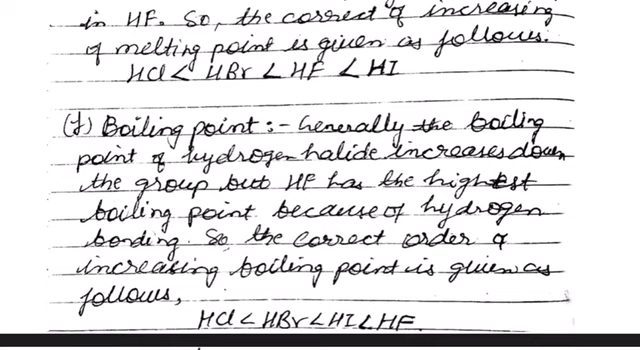 in HF. So, the correct of increasing
of melting point is given as follows.
HCl < HBr < HF < HI
(f) Boiling point :- Generally the boiling
point of hydrogen halide increases down
the group but HF has the highest
boiling point because of hydrogen
bonding. So the correct order of
increasing boiling point is given as
follows,
HCl < HBr < HI < HF.